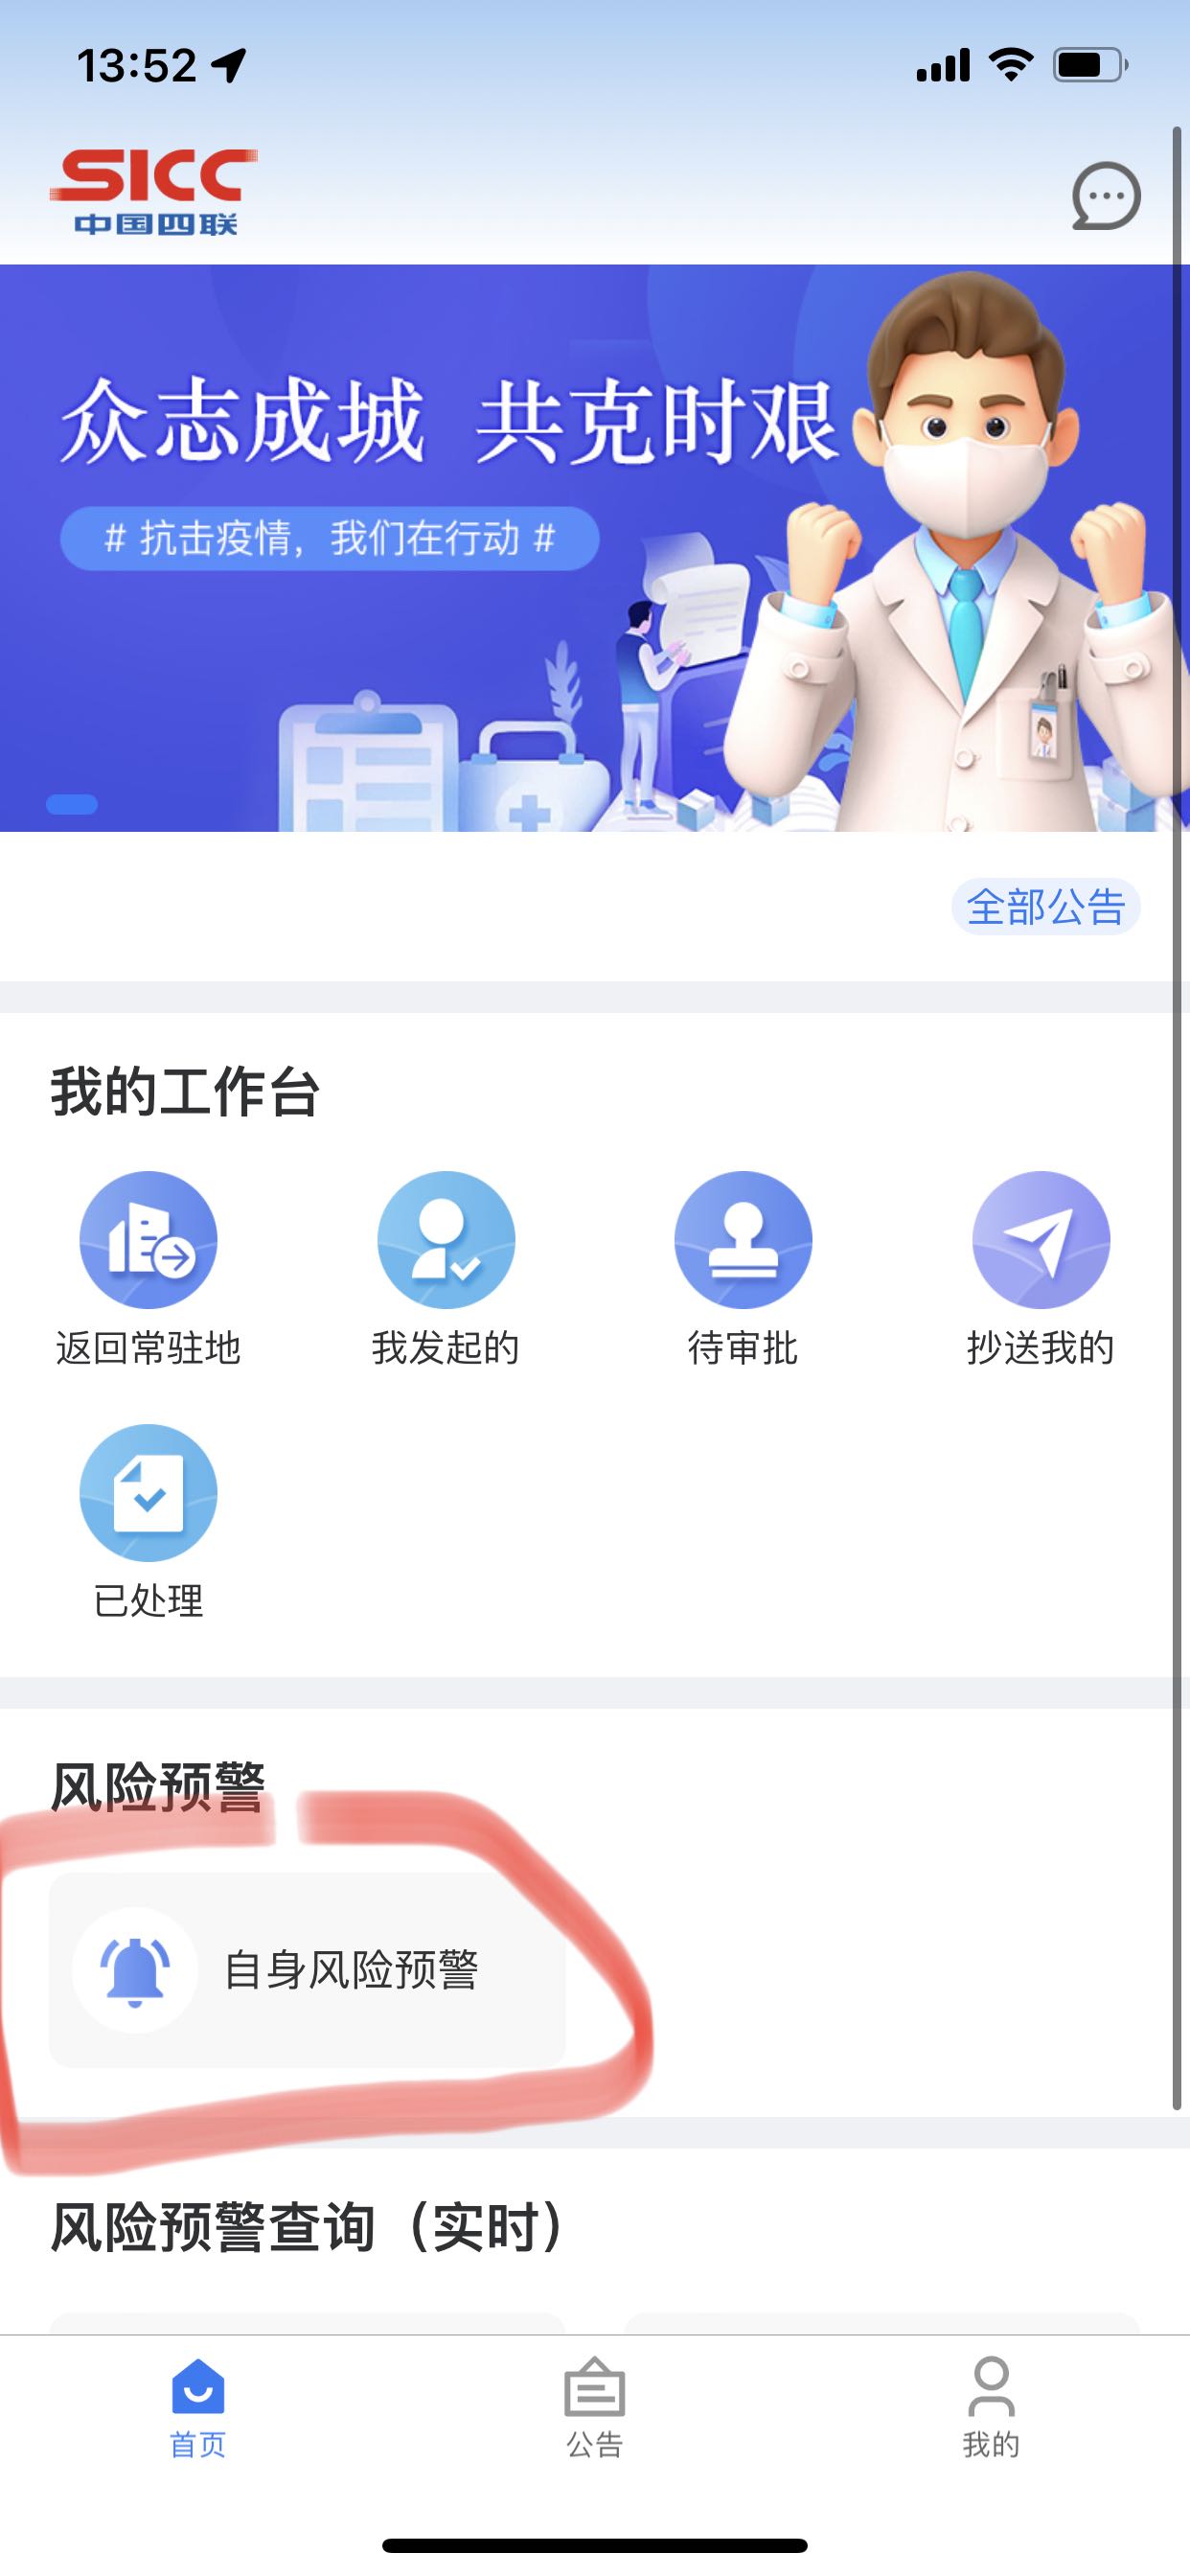 13:52
SICC
中国四联
众志成城 共克时艰
# 抗击疫情，我们在行动 #
全部公告
我的工作台
返回常驻地 我发起的 待审批 抄送我的
已处理
风险预警
自身风险预警
风险预警查询（实时）
首页 公告 我的